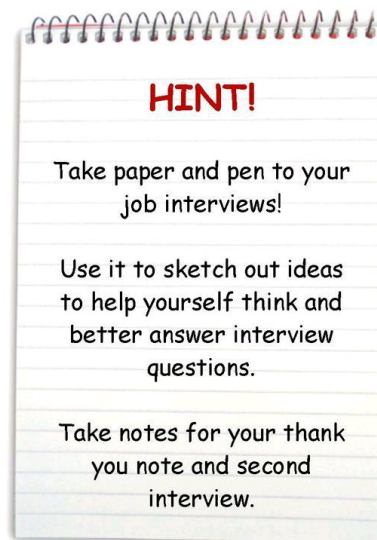 HINT!
Take paper and pen to your
job interviews!
Use it to sketch out ideas
to help yourself think and
better answer interview
questions.
Take notes for your thank
you note and second
interview.